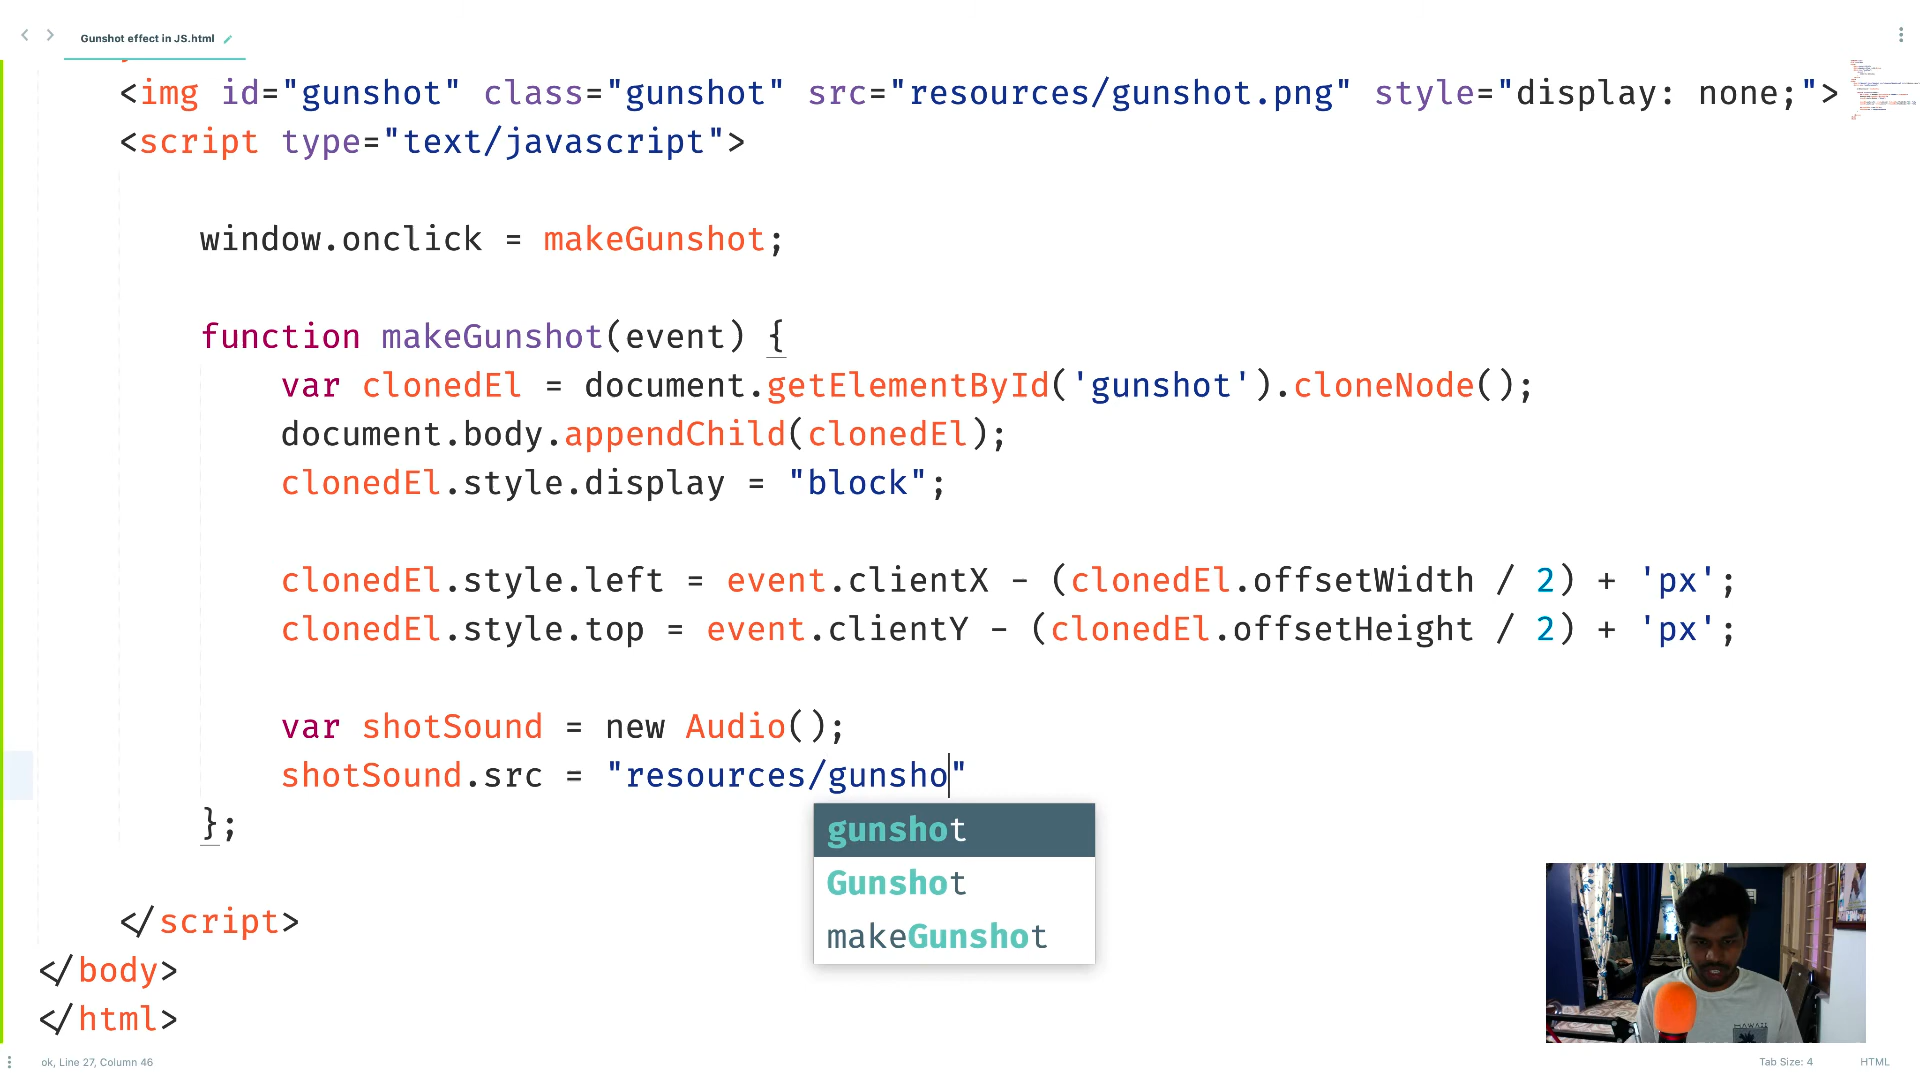 Gunshot effect in JS.html
<img id="gunshot" class="gunshot" src="resources/gunshot.png" style="display: none;">
<script type="text/javascript">
window.onclick = makeGunshot;
function makeGunshot(event) {
var clonedEl = document.getElementById('gunshot').cloneNode();
document.body.appendChild(clonedEl);
clonedEl.style.display = "block";
clonedEl.style.left = event.clientX - (clonedEl.offsetWidth / 2) + 'px';
clonedEl.style.top = event.clientY - (clonedEl.offsetHeight / 2) + 'px';
var shotSound = new Audio();
shotSound.src = "resources/gunsho"
gunshot
Gunshot
makeGunshot
};
</script>
</body>
</html>
HAWAII
ok, Line 27, Column 46
Tab Size: 4
HTML